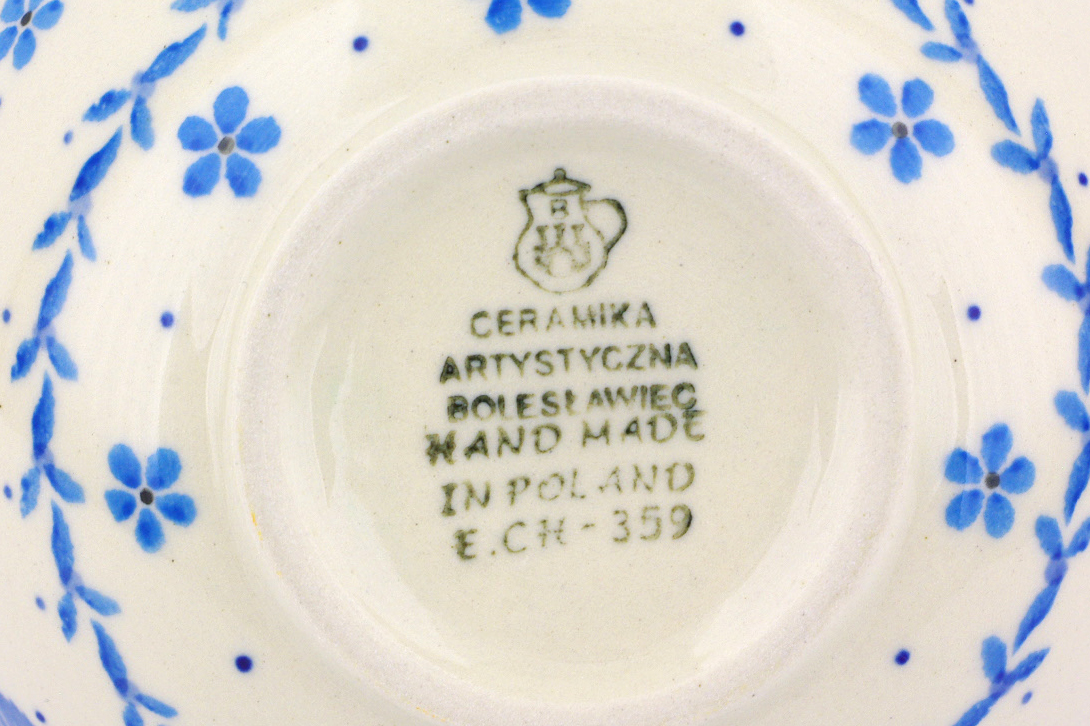 B
CERAMIKA
ARTYSTYCZNA
BOLESŁAWIEC
HAND MADE
IN POLAND
E.CH-359